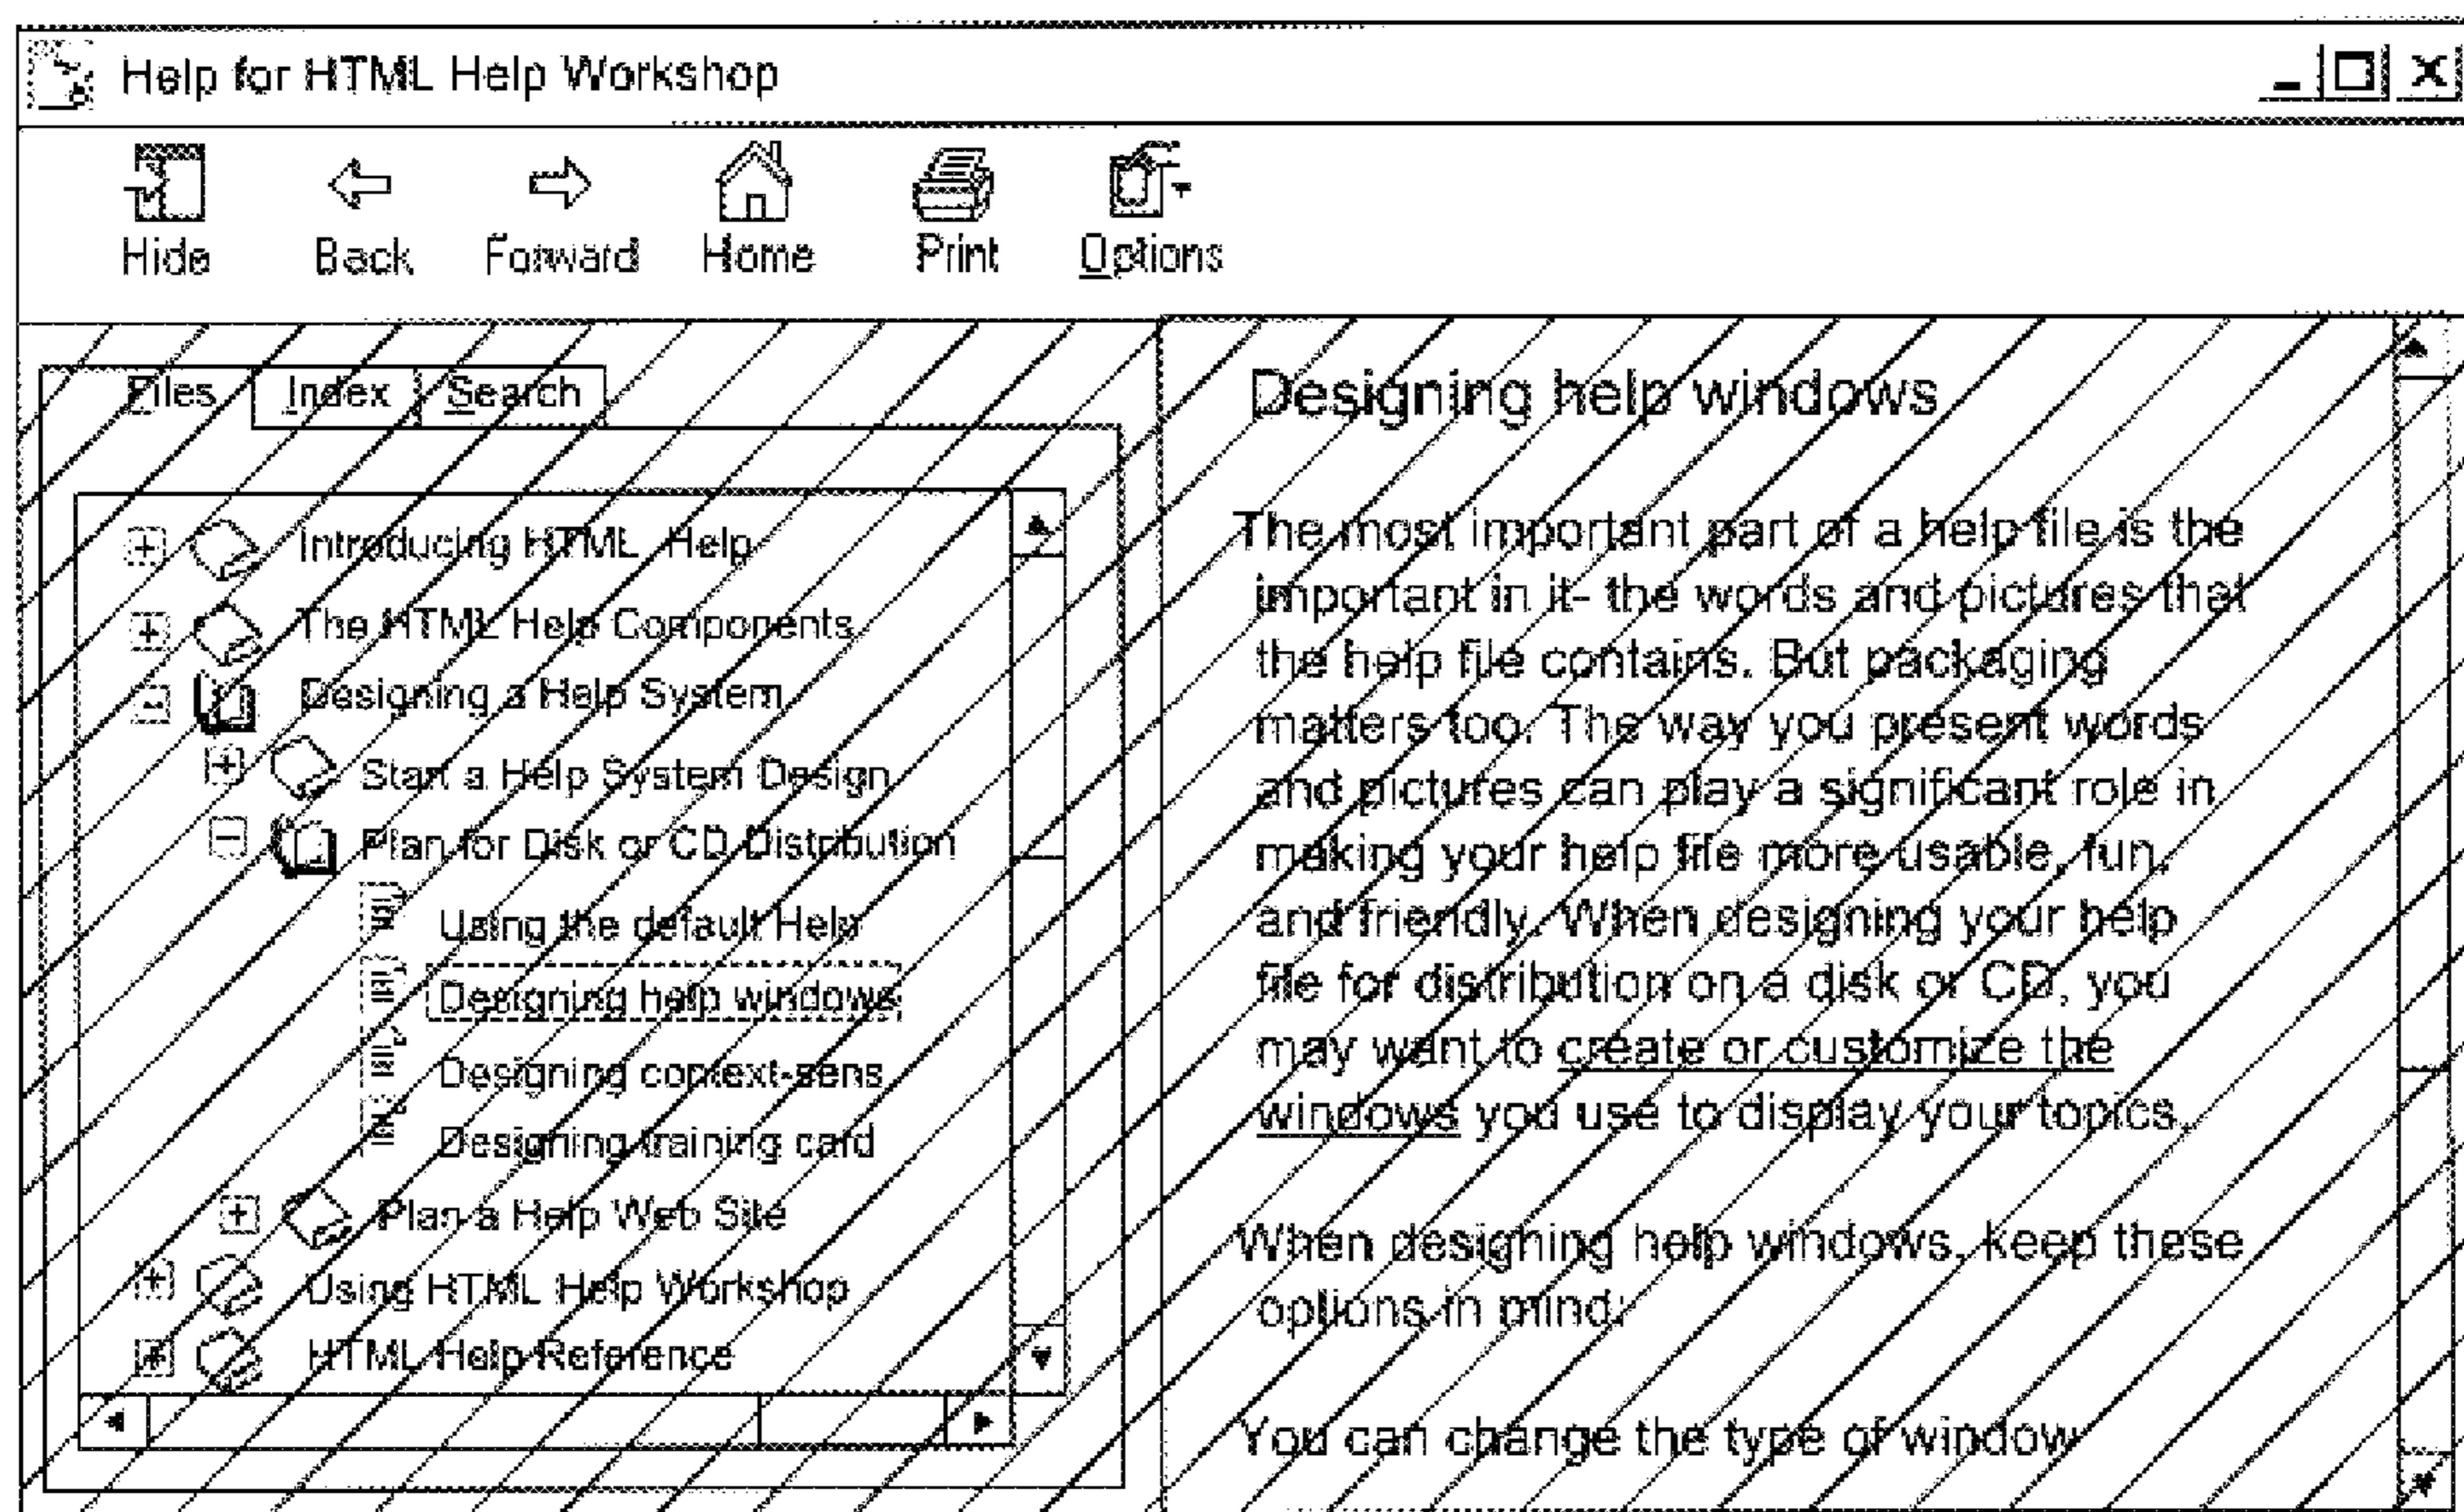 Help for HTML Help Workshop
Hide Back Forward Home Print Options
Files Index Search
Introducing HTML Help
The HTML Help Components
Designing a Help System
Start a Help System Design
Plan for Disk or CD Distribution
Using the default Help
Designing help windows
Designing context-sens
Designing training card
Plan a Help Web Site
Using HTML Help Workshop
HTML Help Reference
Designing help windows
The most important part of a help file is the
important in it- the words and pictures that
the help file contains. But packaging
matters too. The way you present words
and pictures can play a significant role in
making your help file more usable, fun,
and friendly. When designing your help
file for distribution on a disk or CD, you
may want to create or customize the
windows you use to display your topics.
When designing help windows, keep these
options in mind:
You can change the type of window